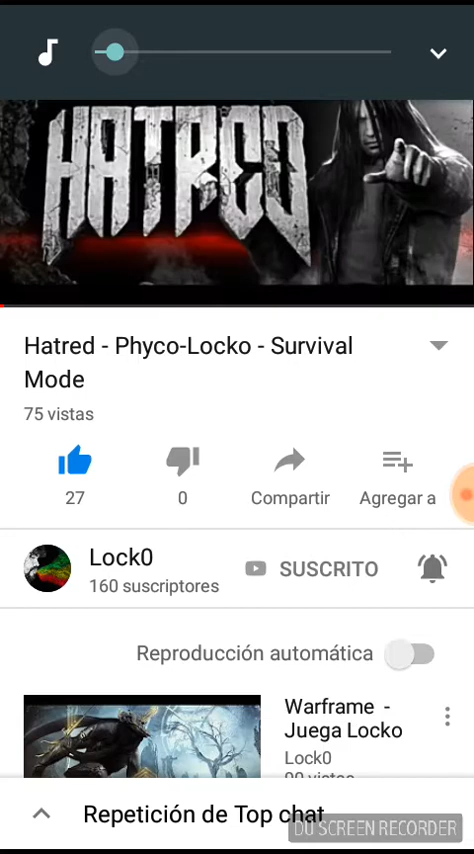 HATRED
Hatred - Phyco-Locko - Survival
Mode
75 vistas
27
0
Compartir
Agregar a
Lock0
160 suscriptores
SUSCRITO
Reproducción automática
Warframe -
Juega Locko
Lock0
Repetición de Top chat
DU SCREEN RECORDER